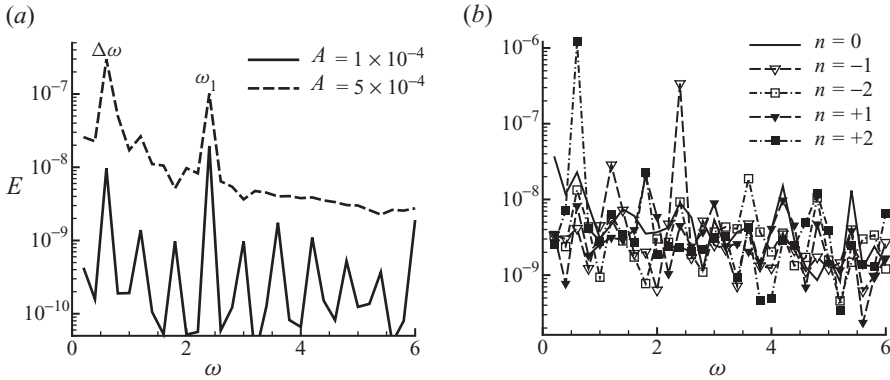 (a)
Δω
ω₁
A = 1 × 10⁻⁴
A = 5 × 10⁻⁴
10⁻⁷
10⁻⁸
10⁻⁹
10⁻¹⁰
E
0 2 4 6
ω
(b)
10⁻⁶
10⁻⁷
10⁻⁸
10⁻⁹
n = 0
n = −1
n = −2
n = +1
n = +2
0 2 4 6
ω